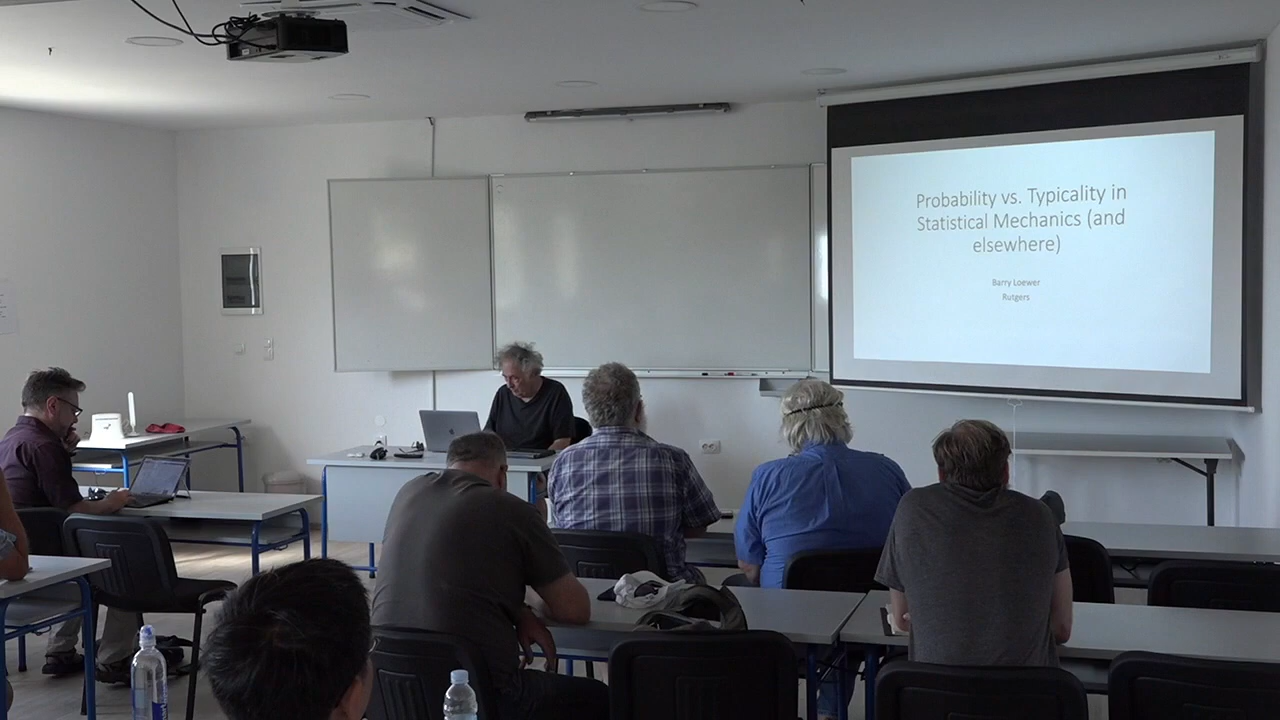 Probability vs. Typicality in
Statistical Mechanics (and
elsewhere)
Barry Loewer
Rutgers